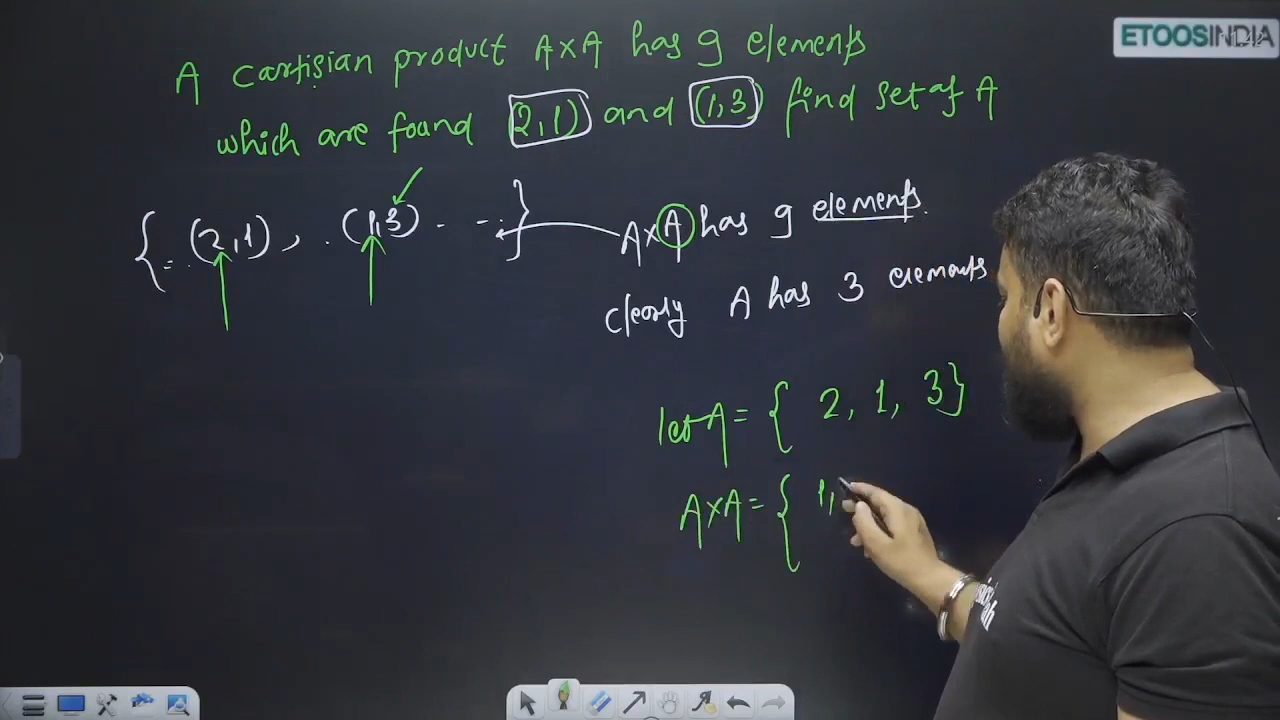 ETOOSINDIA
A cartisian product A×A has 9 elements
which are found (2,1) and (1,3) find set of A
{ = . (2,1) , . (1,3) - - . }
A×A has 9 elements.
clearly A has 3 elements
let A = { 2, 1, 3}
A×A = { 1,